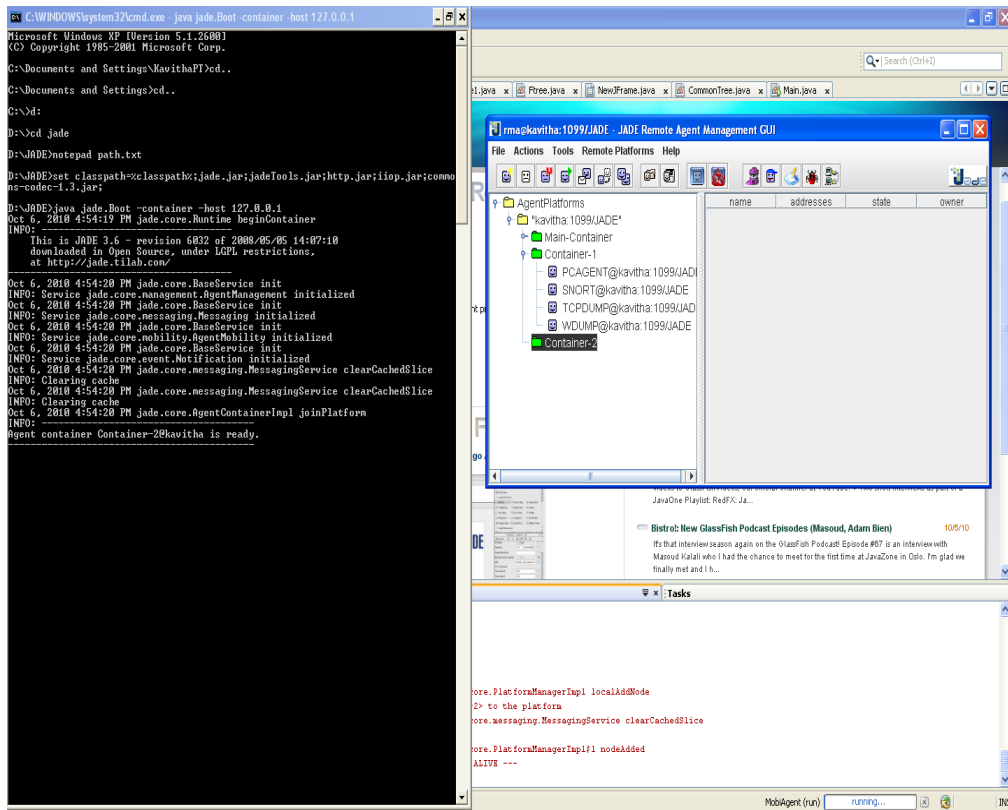 C:\WINDOWS\system32\cmd.exe - java jade.Boot -container -host 127.0.0.1
Microsoft Windows XP [Version 5.1.2600]
(C) Copyright 1985-2001 Microsoft Corp.
C:\Documents and Settings\KavithaPT>cd..
C:\Documents and Settings>cd..
C:\>d:
D:\>cd jade
D:\JADE>notepad path.txt
D:\JADE>set classpath=%classpath%;jade.jar;jadeTools.jar;http.jar;iiop.jar;commo
ns-codec-1.3.jar;
D:\JADE>java jade.Boot -container -host 127.0.0.1
Oct 6, 2010 4:54:19 PM jade.core.Runtime beginContainer
INFO: ----------------------------------
This is JADE 3.6 - revision 6032 of 2008/05/05 14:07:10
downloaded in Open Source, under LGPL restrictions,
at http://jade.tilab.com/
----------------------------------------
Oct 6, 2010 4:54:20 PM jade.core.BaseService init
INFO: Service jade.core.management.AgentManagement initialized
Oct 6, 2010 4:54:20 PM jade.core.BaseService init
INFO: Service jade.core.messaging.Messaging initialized
Oct 6, 2010 4:54:20 PM jade.core.BaseService init
INFO: Service jade.core.mobility.AgentMobility initialized
Oct 6, 2010 4:54:20 PM jade.core.BaseService init
INFO: Service jade.core.event.Notification initialized
Oct 6, 2010 4:54:20 PM jade.core.messaging.MessagingService clearCachedSlice
INFO: Clearing cache
Oct 6, 2010 4:54:20 PM jade.core.messaging.MessagingService clearCachedSlice
INFO: Clearing cache
Oct 6, 2010 4:54:20 PM jade.core.AgentContainerImpl joinPlatform
INFO: --------------------------------------
Agent container Container-2@kavitha is ready.
--------------------------------------------
Search (Ctrl+I)
e1.java Ftree.java NewJFrame.java CommonTree.java Main.java
rma@kavitha:1099/JADE - JADE Remote Agent Management GUI
File Actions Tools Remote Platforms Help
Jade
AgentPlatforms
"kavitha:1099/JADE"
Main-Container
Container-1
PCAGENT@kavitha:1099/JAD
SNORT@kavitha:1099/JADE
TCPDUMP@kavitha:1099/JAD
WDUMP@kavitha:1099/JADE
Container-2
name addresses state owner
JavaOne Playlist: RedFX: Ja...
Bistro!: New GlassFish Podcast Episodes (Masoud, Adam Bien) 10/5/10
It's that interview season again on the GlassFish Podcast! Episode #67 is an interview with
Masoud Kalali who I had the chance to meet for the first time at JavaZone in Oslo. I'm glad we
finally met and I h...
Tasks
core.PlatformManagerImpl localAddNode
-2> to the platform
core.messaging.MessagingService clearCachedSlice
core.PlatformManagerImpl$1 nodeAdded
ALIVE ---
MobiAgent (run) running...